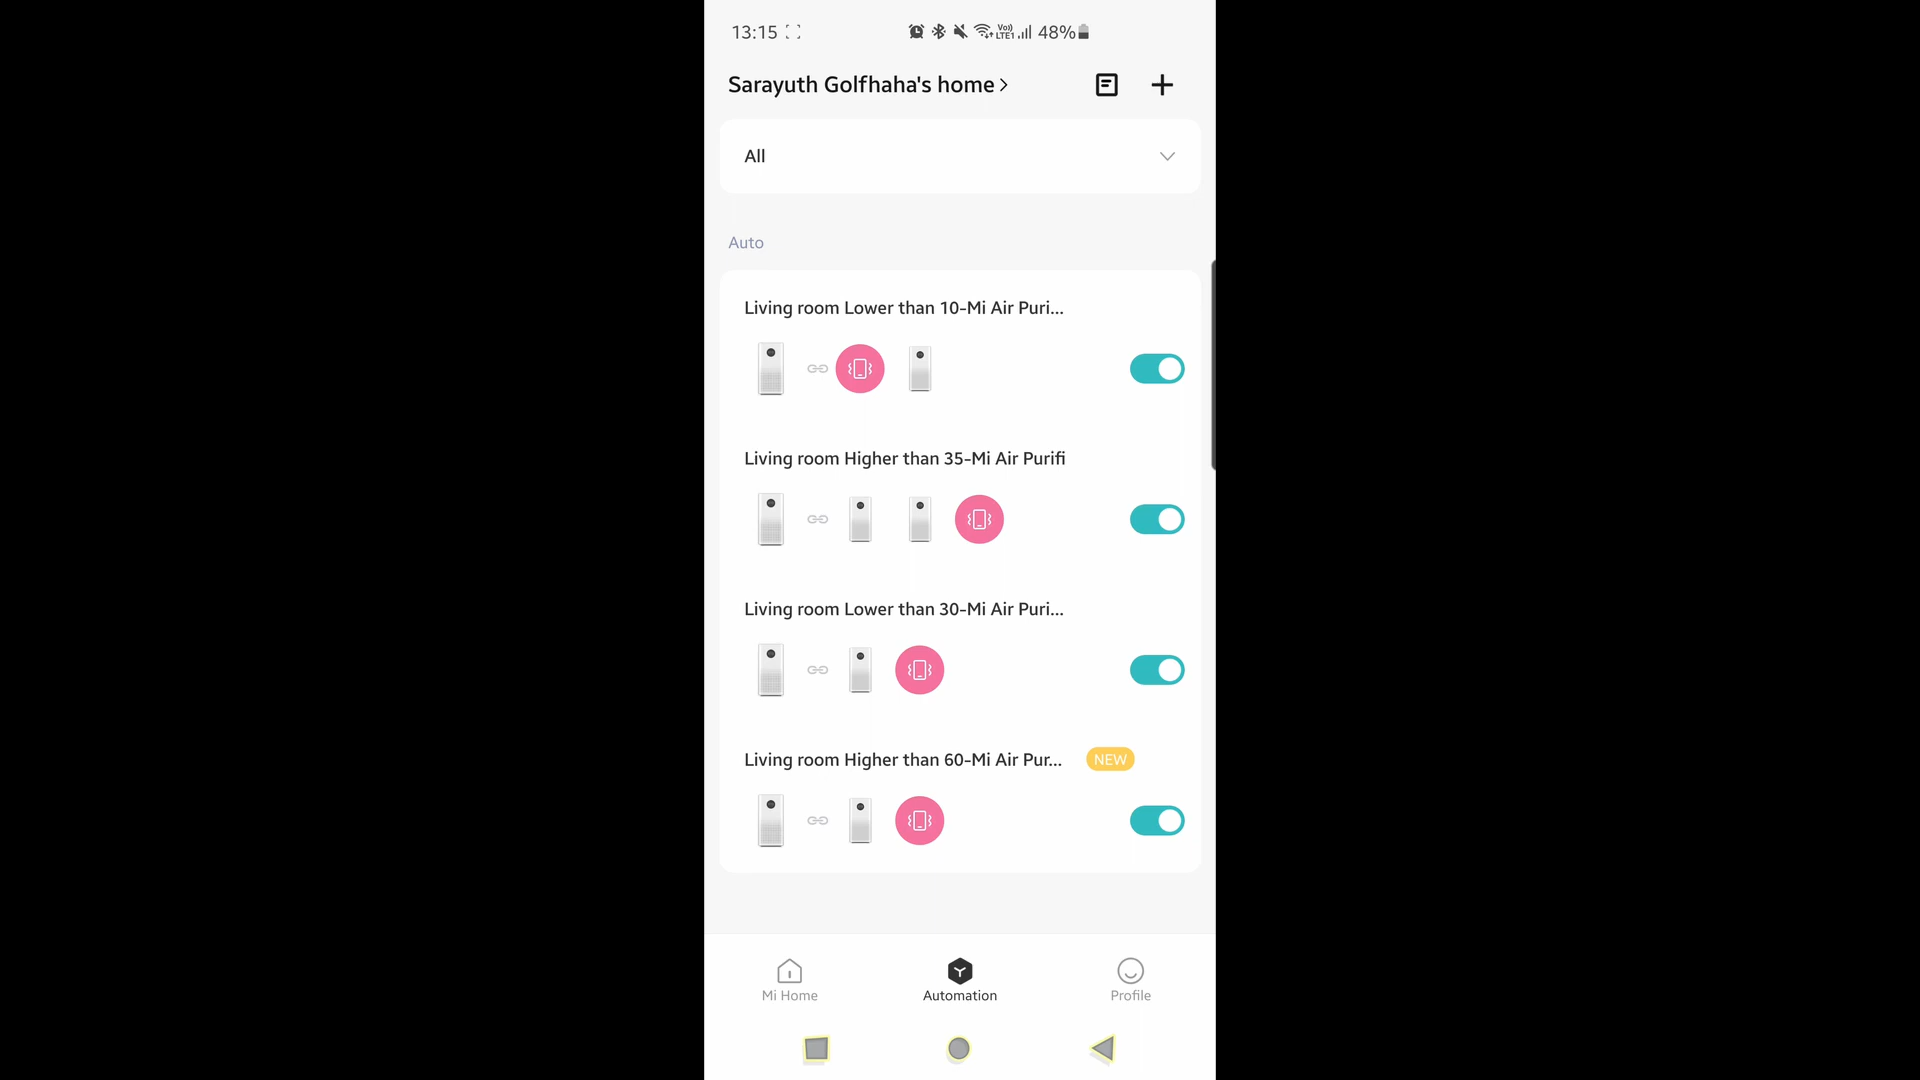 13:15 Vo)) LTE1 48%
Sarayuth Golfhaha's home
All
Auto
Living room Lower than 10-Mi Air Puri...
Living room Higher than 35-Mi Air Purifi
Living room Lower than 30-Mi Air Puri...
Living room Higher than 60-Mi Air Pur... NEW
Mi Home Automation Profile